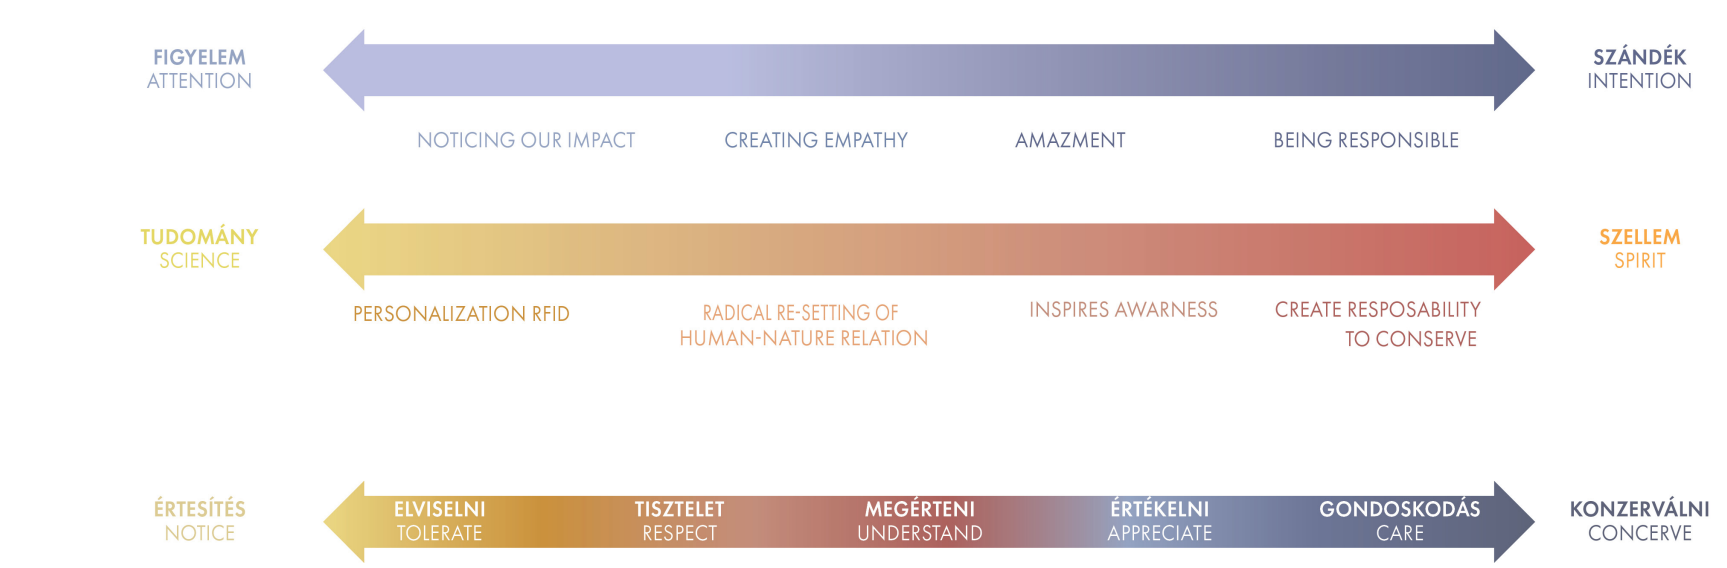 FIGYELEM
ATTENTION
SZÁNDÉK
INTENTION
NOTICING OUR IMPACT
CREATING EMPATHY
AMAZMENT
BEING RESPONSIBLE
TUDOMÁNY
SCIENCE
SZELLEM
SPIRIT
PERSONALIZATION RFID
RADICAL RE-SETTING OF
HUMAN-NATURE RELATION
INSPIRES AWARNESS
CREATE RESPOSABILITY
TO CONSERVE
ÉRTESÍTÉS
NOTICE
ELVISELNI
TOLERATE
TISZTELET
RESPECT
MEGÉRTENI
UNDERSTAND
ÉRTÉKELNI
APPRECIATE
GONDOSKODÁS
CARE
KONZERVÁLNI
CONCERVE